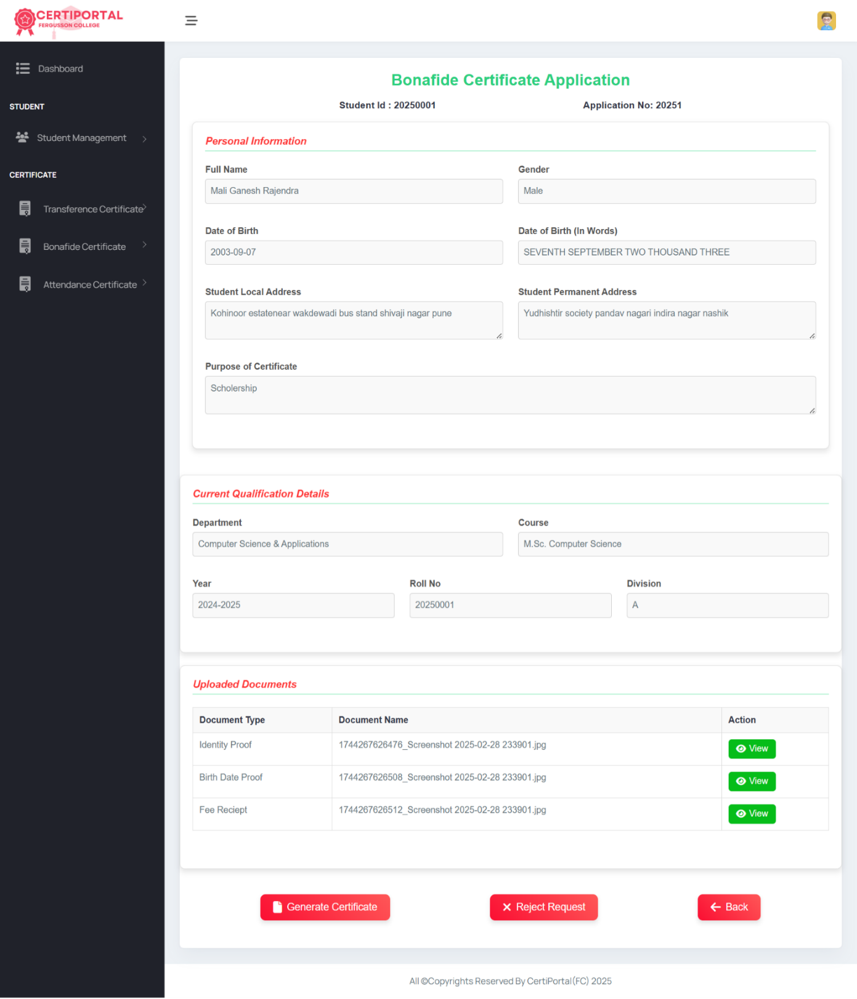 CERTIPORTAL
FERGUSSON COLLEGE
Dashboard
STUDENT
Student Management
CERTIFICATE
Transference Certificate
Bonafide Certificate
Attendance Certificate
Bonafide Certificate Application
Student Id : 20250001 Application No: 20251
Personal Information
Full Name Gender
Mali Ganesh Rajendra Male
Date of Birth Date of Birth (In Words)
2003-09-07 SEVENTH SEPTEMBER TWO THOUSAND THREE
Student Local Address Student Permanent Address
Kohinoor estatenear wakdewadi bus stand shivaji nagar pune Yudhishtir society pandav nagari indira nagar nashik
Purpose of Certificate
Scholership
Current Qualification Details
Department Course
Computer Science & Applications M.Sc. Computer Science
Year Roll No Division
2024-2025 20250001 A
Uploaded Documents
Document Type Document Name Action
Identity Proof 1744267626476_Screenshot 2025-02-28 233901.jpg View
Birth Date Proof 1744267626508_Screenshot 2025-02-28 233901.jpg View
Fee Reciept 1744267626512_Screenshot 2025-02-28 233901.jpg View
Generate Certificate Reject Request Back
All ©Copyrights Reserved By CertiPortal(FC) 2025